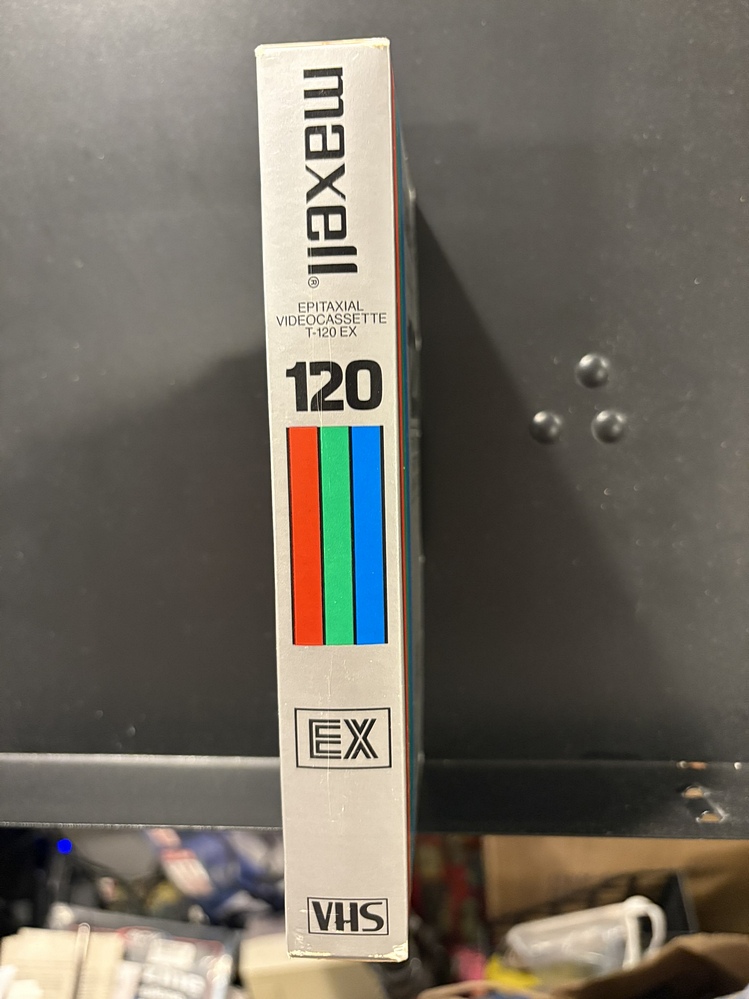 maxell®
EPITAXIAL
VIDEOCASSETTE
T-120 EX
120
EX
VHS